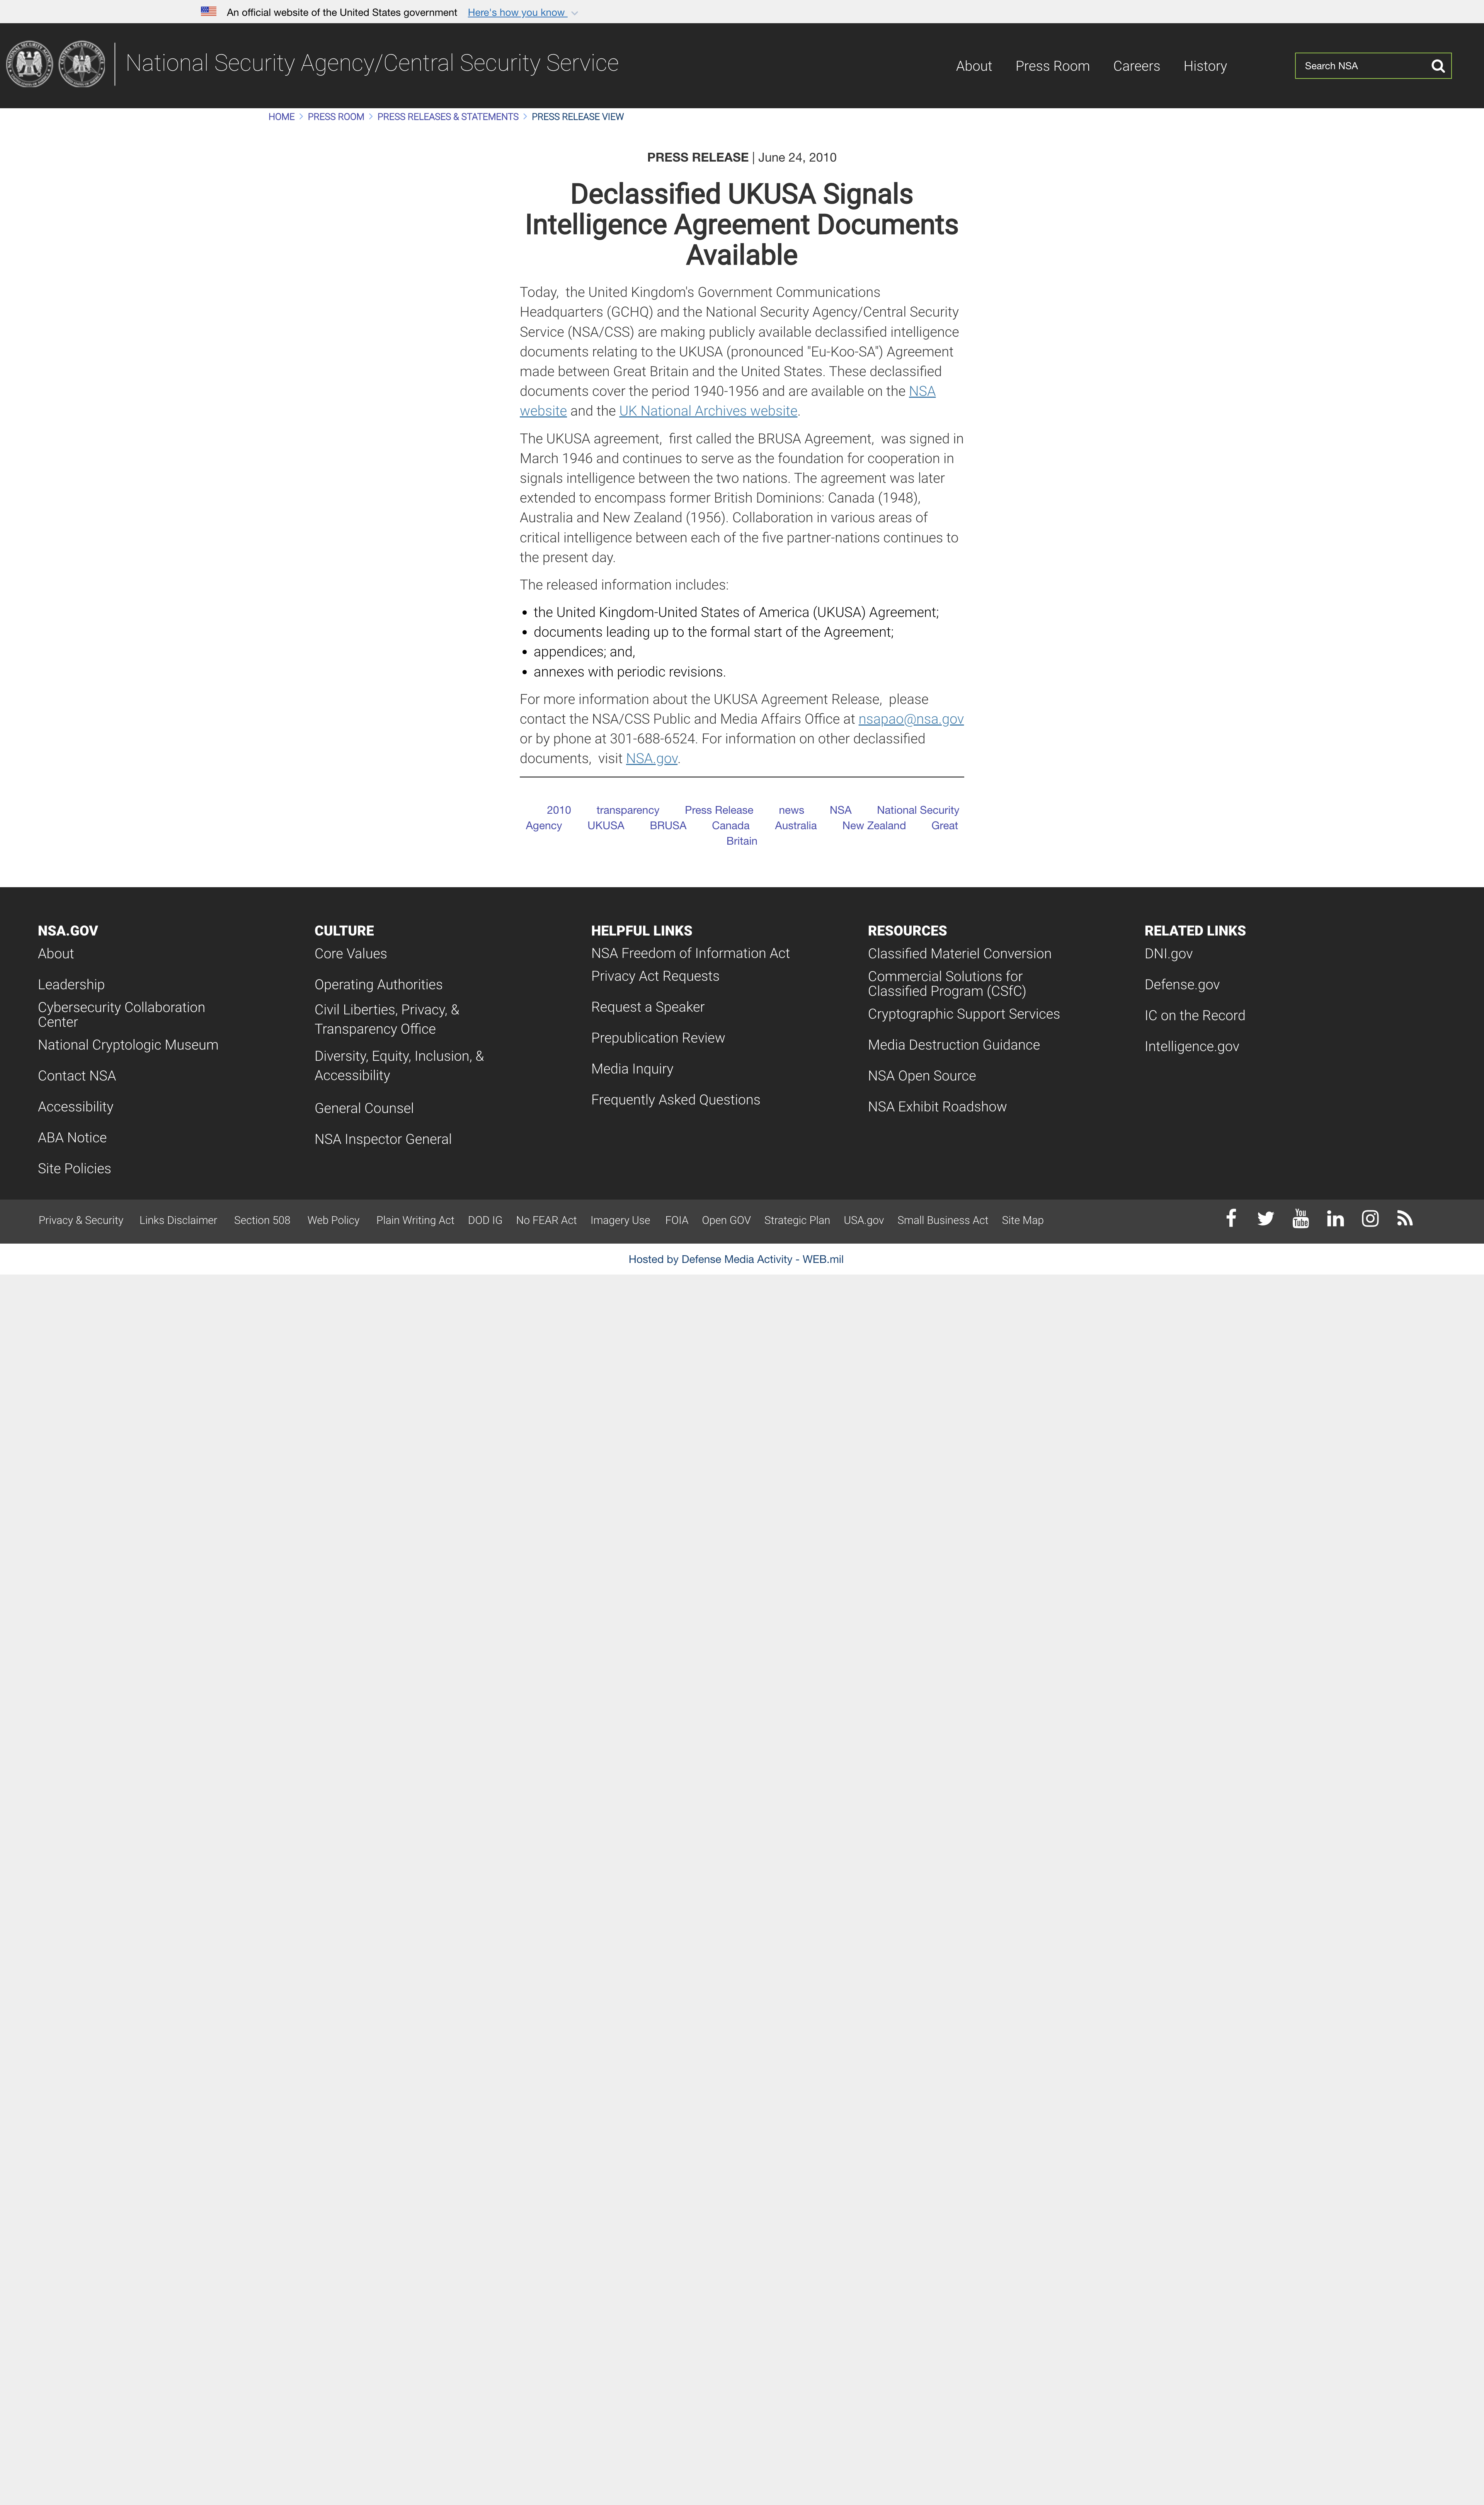 An official website of the United States government Here's how you know
National Security Agency/Central Security Service
About Press Room Careers History
Search NSA
HOME > PRESS ROOM > PRESS RELEASES & STATEMENTS > PRESS RELEASE VIEW
PRESS RELEASE | June 24, 2010
Declassified UKUSA Signals
Intelligence Agreement Documents
Available
Today,  the United Kingdom's Government Communications
Headquarters (GCHQ) and the National Security Agency/Central Security
Service (NSA/CSS) are making publicly available declassified intelligence
documents relating to the UKUSA (pronounced "Eu-Koo-SA") Agreement
made between Great Britain and the United States. These declassified
documents cover the period 1940-1956 and are available on the NSA
website and the UK National Archives website.
The UKUSA agreement,  first called the BRUSA Agreement,  was signed in
March 1946 and continues to serve as the foundation for cooperation in
signals intelligence between the two nations. The agreement was later
extended to encompass former British Dominions: Canada (1948),
Australia and New Zealand (1956). Collaboration in various areas of
critical intelligence between each of the five partner-nations continues to
the present day.
The released information includes:
• the United Kingdom-United States of America (UKUSA) Agreement;
• documents leading up to the formal start of the Agreement;
• appendices; and,
• annexes with periodic revisions.
For more information about the UKUSA Agreement Release,  please
contact the NSA/CSS Public and Media Affairs Office at nsapao@nsa.gov
or by phone at 301-688-6524. For information on other declassified
documents,  visit NSA.gov.
2010 transparency Press Release news NSA National Security
Agency UKUSA BRUSA Canada Australia New Zealand Great
Britain
NSA.GOV
About
Leadership
Cybersecurity Collaboration
Center
National Cryptologic Museum
Contact NSA
Accessibility
ABA Notice
Site Policies
CULTURE
Core Values
Operating Authorities
Civil Liberties, Privacy, &
Transparency Office
Diversity, Equity, Inclusion, &
Accessibility
General Counsel
NSA Inspector General
HELPFUL LINKS
NSA Freedom of Information Act
Privacy Act Requests
Request a Speaker
Prepublication Review
Media Inquiry
Frequently Asked Questions
RESOURCES
Classified Materiel Conversion
Commercial Solutions for
Classified Program (CSfC)
Cryptographic Support Services
Media Destruction Guidance
NSA Open Source
NSA Exhibit Roadshow
RELATED LINKS
DNI.gov
Defense.gov
IC on the Record
Intelligence.gov
Privacy & Security Links Disclaimer Section 508 Web Policy Plain Writing Act DOD IG No FEAR Act Imagery Use FOIA Open GOV Strategic Plan USA.gov Small Business Act Site Map
You
Tube
Hosted by Defense Media Activity - WEB.mil